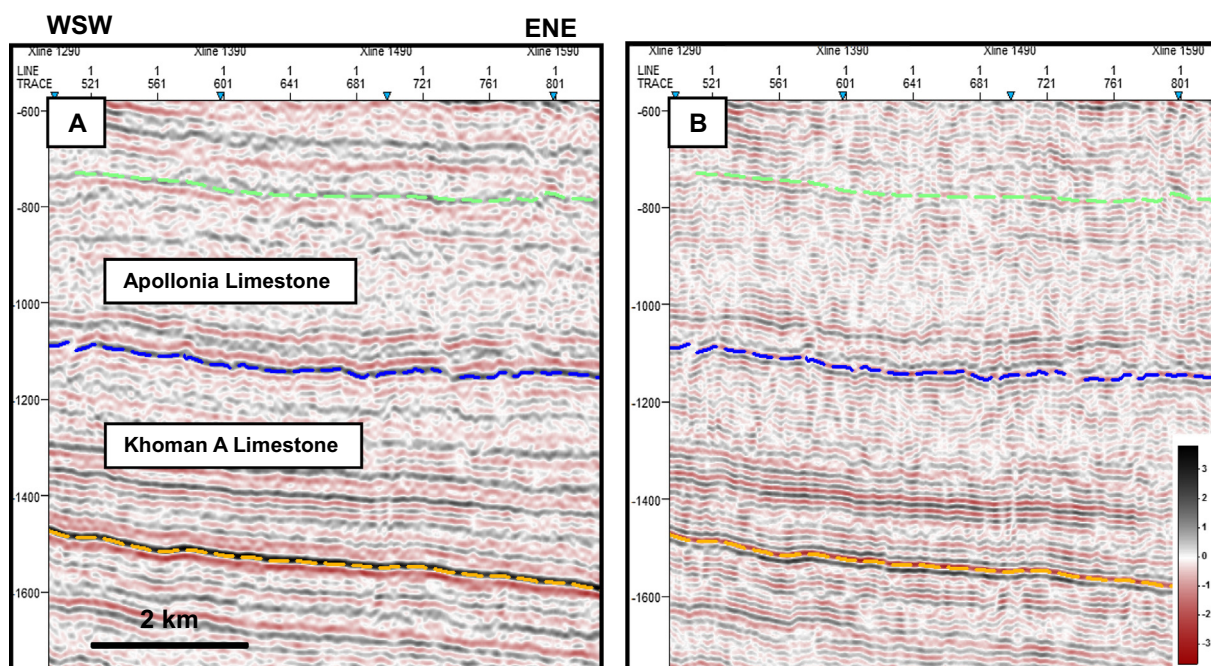 WSW ENE
Xline 1290 Xline 1390 Xline 1490 Xline 1590
LINE 1 1 1 1 1 1 1 1
TRACE 521 561 601 641 681 721 761 801
A
-600
-800
-1000
-1200
-1400
-1600
Apollonia Limestone
Khoman A Limestone
2 km
Xline 1290 Xline 1390 Xline 1490 Xline 1590
LINE 1 1 1 1 1 1 1 1
TRACE 521 561 601 641 681 721 761 801
B
-600
-800
-1000
-1200
-1400
-1600
3
2
1
0
-1
-2
-3